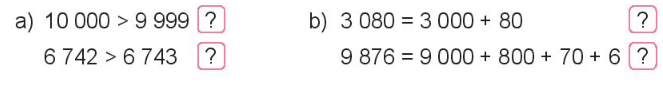 a) 10 000 > 9 999 ? b) 3 080 = 3 000 + 80 ?
6 742 > 6 743 ? 9 876 = 9 000 + 800 + 70 + 6 ?